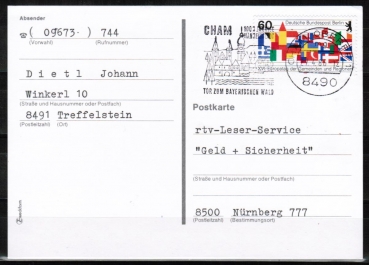 Absender
☎ ( 09673 ) 744
(Vorwahl) (Rufnummer)
Dietl Johann
Winkerl 10
(Straße und Hausnummer oder Postfach)
8491 Treffelstein
(Postleitzahl) (Ort)
CHAM
TOR ZUM BAYERISCHEN WALD
60
Deutsche Bundespost Berlin
8490
Postkarte
rtv-Leser-Service
"Geld + Sicherheit"
(Straße und Hausnummer oder Postfach)
8500 Nürnberg 777
(Postleitzahl) (Bestimmungsort)